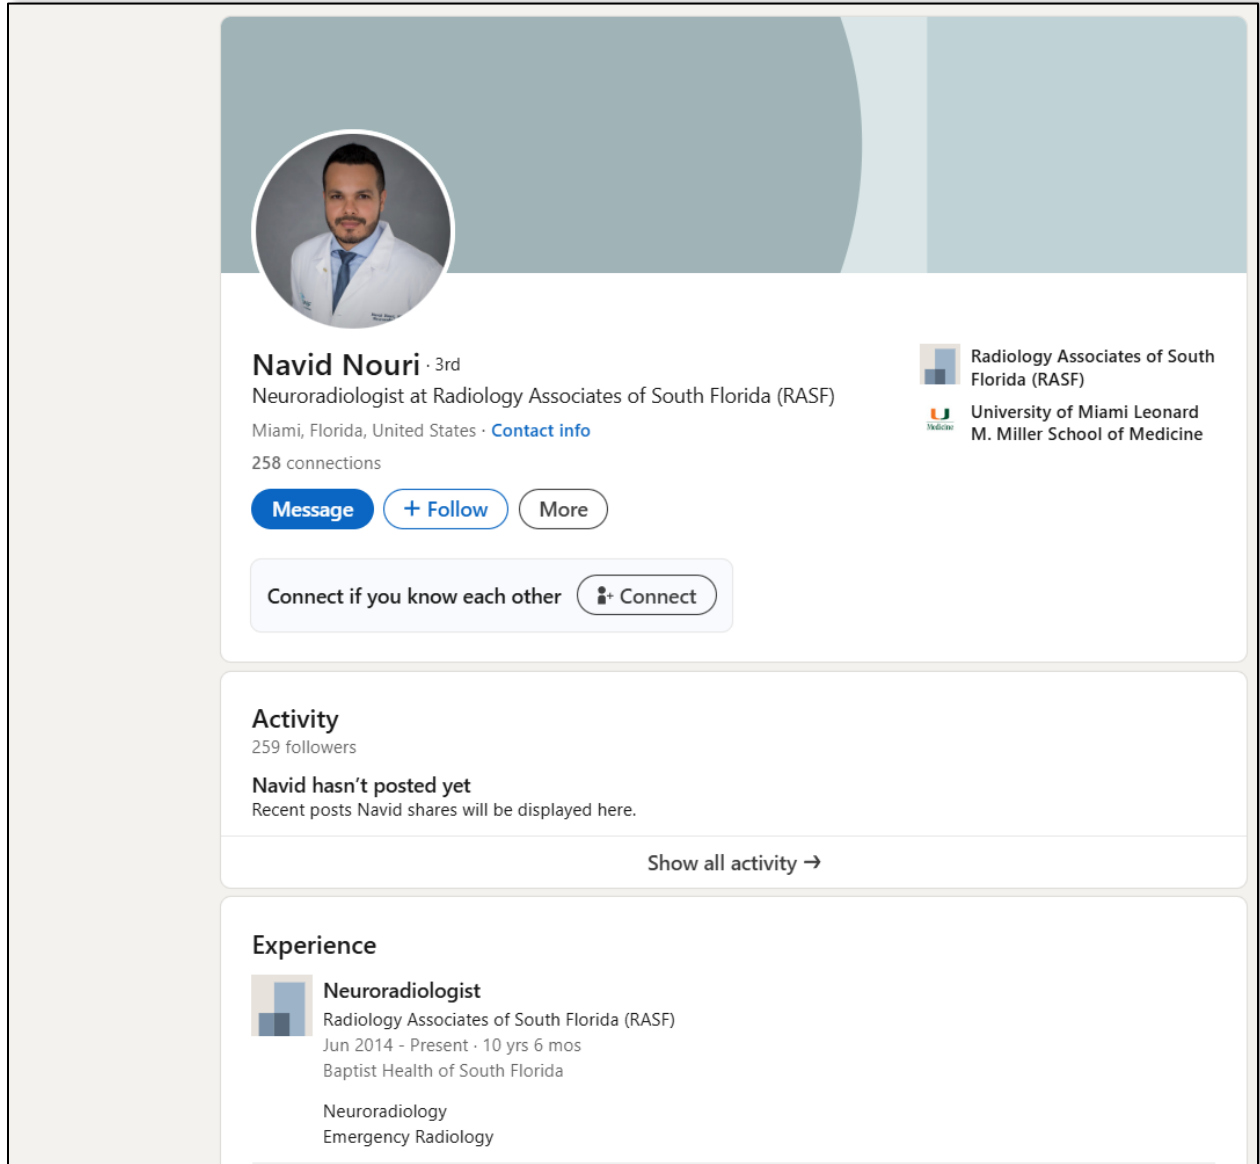 Navid Nouri · 3rd
Neuroradiologist at Radiology Associates of South Florida (RASF)
Miami, Florida, United States · Contact info
258 connections
Message
+ Follow
More
Connect if you know each other
Connect
Radiology Associates of South
Florida (RASF)
U
Medicine
University of Miami Leonard
M. Miller School of Medicine
Activity
259 followers
Navid hasn’t posted yet
Recent posts Navid shares will be displayed here.
Show all activity →
Experience
Neuroradiologist
Radiology Associates of South Florida (RASF)
Jun 2014 - Present · 10 yrs 6 mos
Baptist Health of South Florida
Neuroradiology
Emergency Radiology